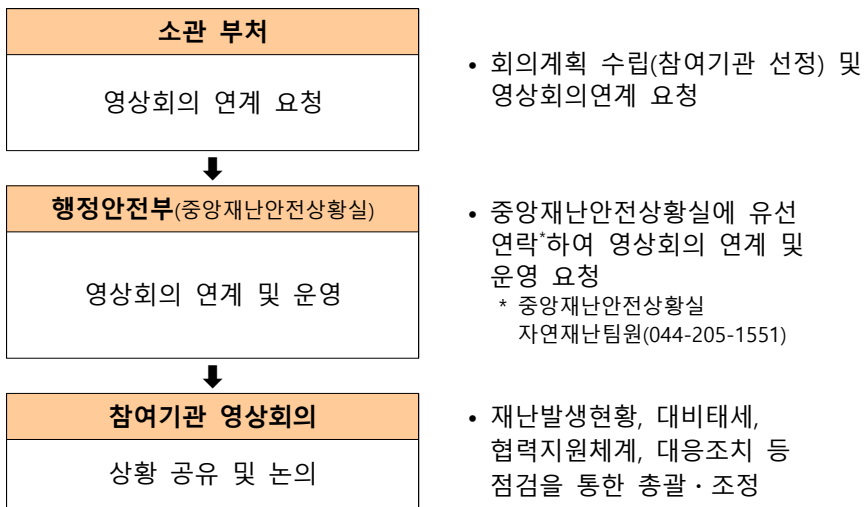 소관 부처
영상회의 연계 요청
• 회의계획 수립(참여기관 선정) 및
영상회의연계 요청
행정안전부(중앙재난안전상황실)
영상회의 연계 및 운영
• 중앙재난안전상황실에 유선
연락*하여 영상회의 연계 및
운영 요청
* 중앙재난안전상황실
자연재난팀원(044-205-1551)
참여기관 영상회의
상황 공유 및 논의
• 재난발생현황, 대비태세,
협력지원체계, 대응조치 등
점검을 통한 총괄・조정